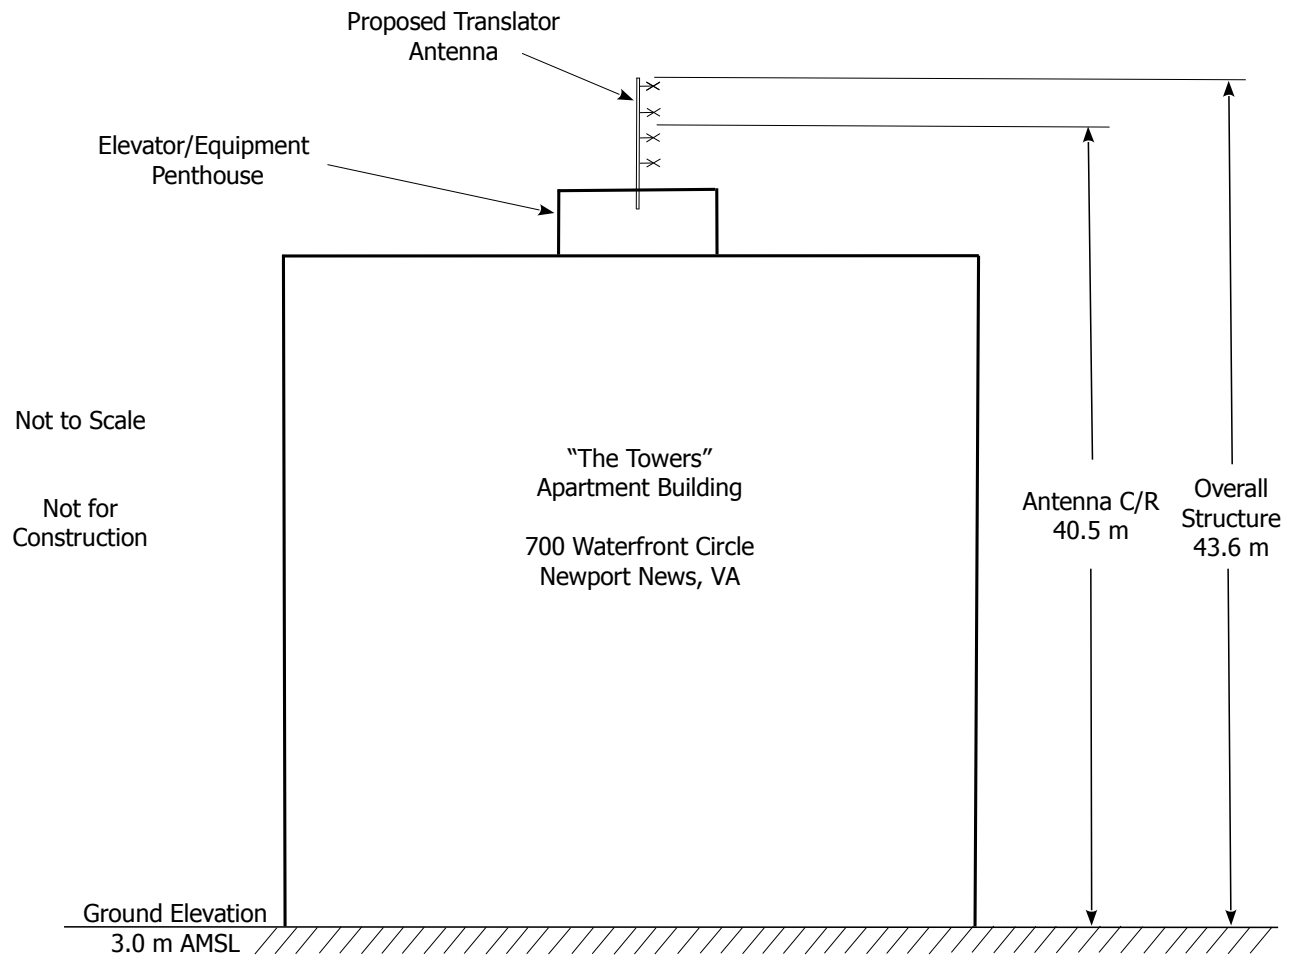 Proposed Translator
Antenna
Elevator/Equipment
Penthouse
Not to Scale
Not for
Construction
“The Towers”
Apartment Building
700 Waterfront Circle
Newport News, VA
Antenna C/R
40.5 m
Overall
Structure
43.6 m
Ground Elevation
3.0 m AMSL